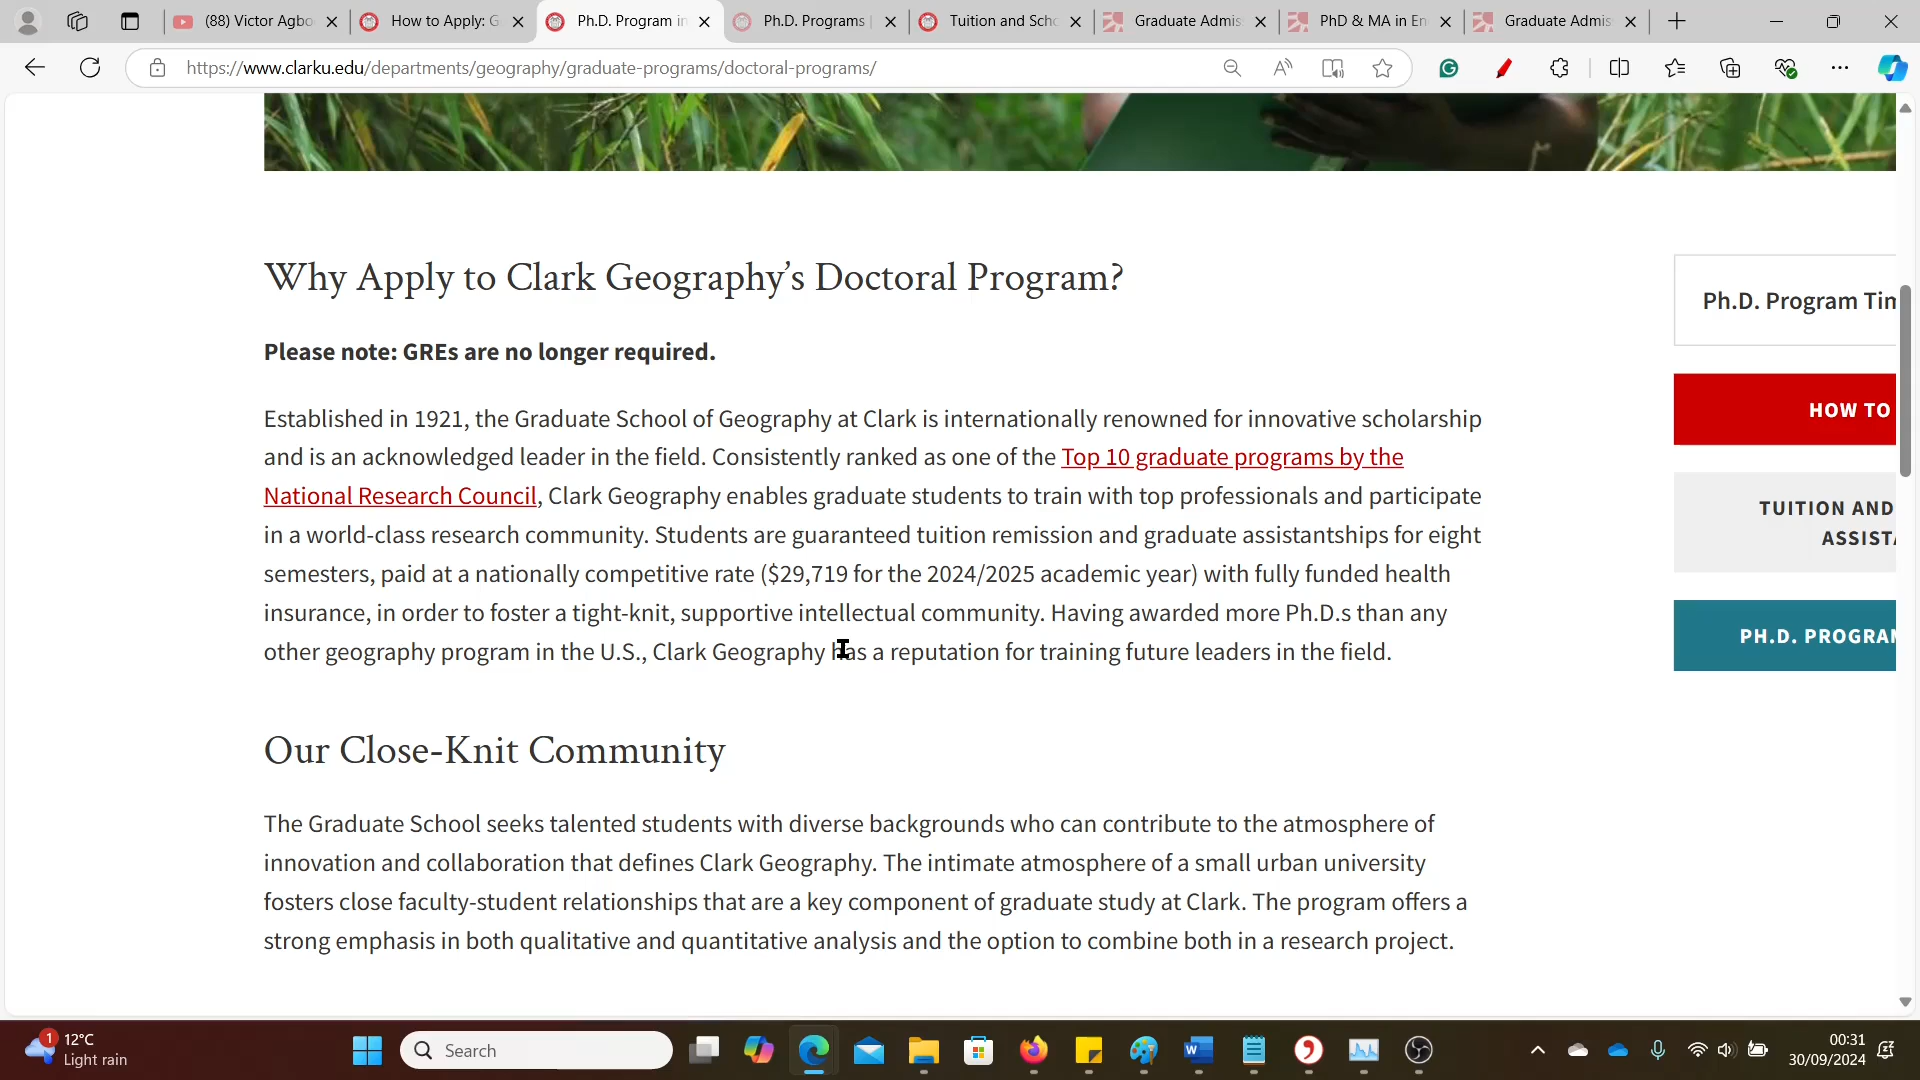 (88) Victor Agbo
How to Apply: G
Ph.D. Program in
Ph.D. Programs |
Tuition and Scho
Graduate Admis
PhD & MA in En
Graduate Admis
https://www.clarku.edu/departments/geography/graduate-programs/doctoral-programs/
Why Apply to Clark Geography’s Doctoral Program?
Please note: GREs are no longer required.
Established in 1921, the Graduate School of Geography at Clark is internationally renowned for innovative scholarship
and is an acknowledged leader in the field. Consistently ranked as one of the Top 10 graduate programs by the
National Research Council, Clark Geography enables graduate students to train with top professionals and participate
in a world-class research community. Students are guaranteed tuition remission and graduate assistantships for eight
semesters, paid at a nationally competitive rate ($29,719 for the 2024/2025 academic year) with fully funded health
insurance, in order to foster a tight-knit, supportive intellectual community. Having awarded more Ph.D.s than any
other geography program in the U.S., Clark Geography has a reputation for training future leaders in the field.
Our Close-Knit Community
The Graduate School seeks talented students with diverse backgrounds who can contribute to the atmosphere of
innovation and collaboration that defines Clark Geography. The intimate atmosphere of a small urban university
fosters close faculty-student relationships that are a key component of graduate study at Clark. The program offers a
strong emphasis in both qualitative and quantitative analysis and the option to combine both in a research project.
Ph.D. Program Tim
HOW TO
TUITION AND
ASSISTA
PH.D. PROGRAM
1
12°C
Light rain
Search
00:31
30/09/2024